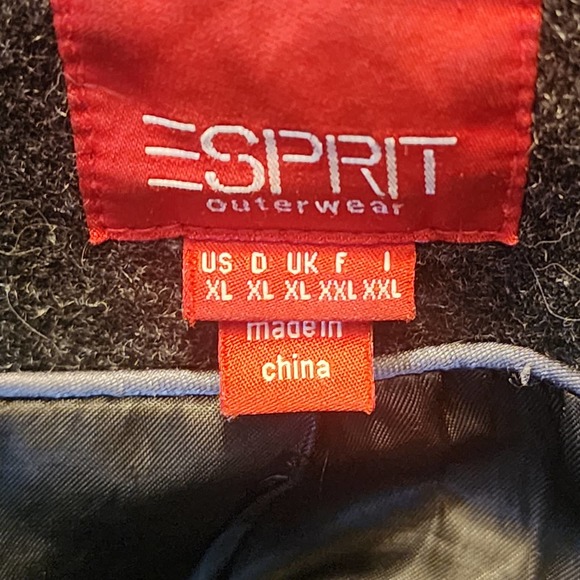 ESPRIT
outerwear
US D UK F I
XL XL XL XXL XXL
made in
china